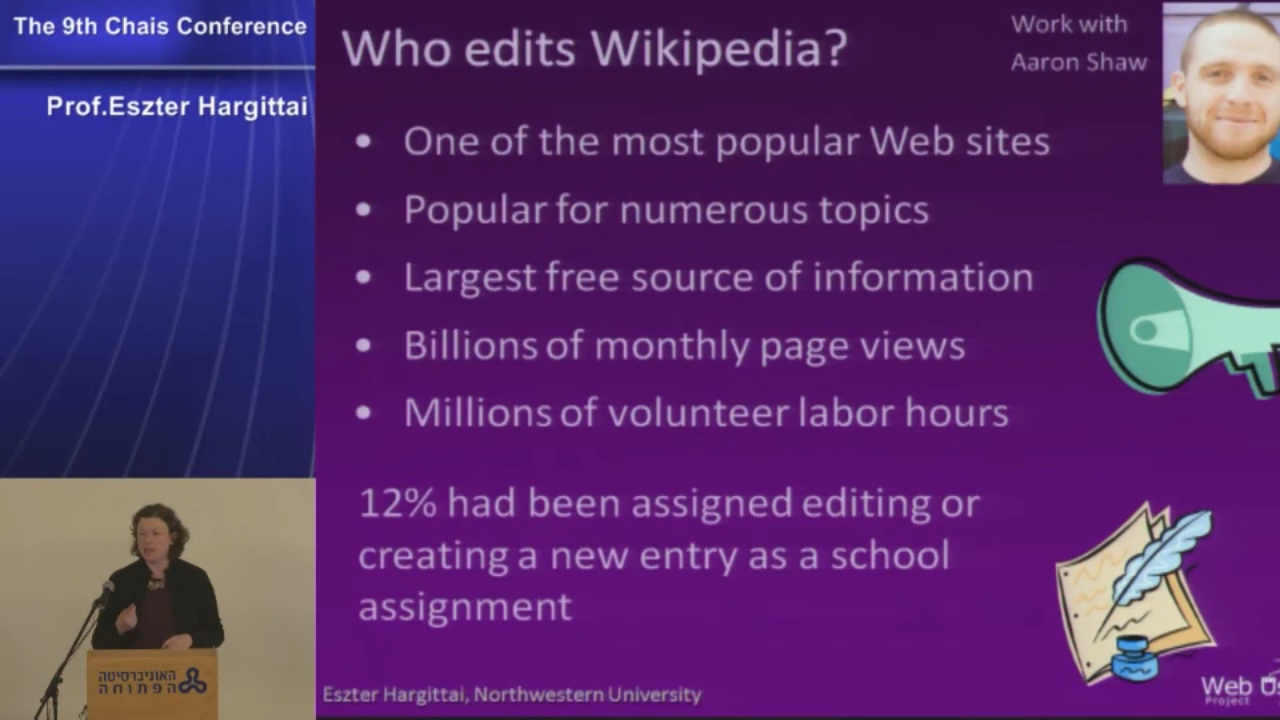 The 9th Chais Conference
Prof.Eszter Hargittai
Who edits Wikipedia?
Work with
Aaron Shaw
• One of the most popular Web sites
• Popular for numerous topics
• Largest free source of information
• Billions of monthly page views
• Millions of volunteer labor hours
12% had been assigned editing or
creating a new entry as a school
assignment
Eszter Hargittai, Northwestern University
Web
Project
האוניברסיטה
הפתוחה